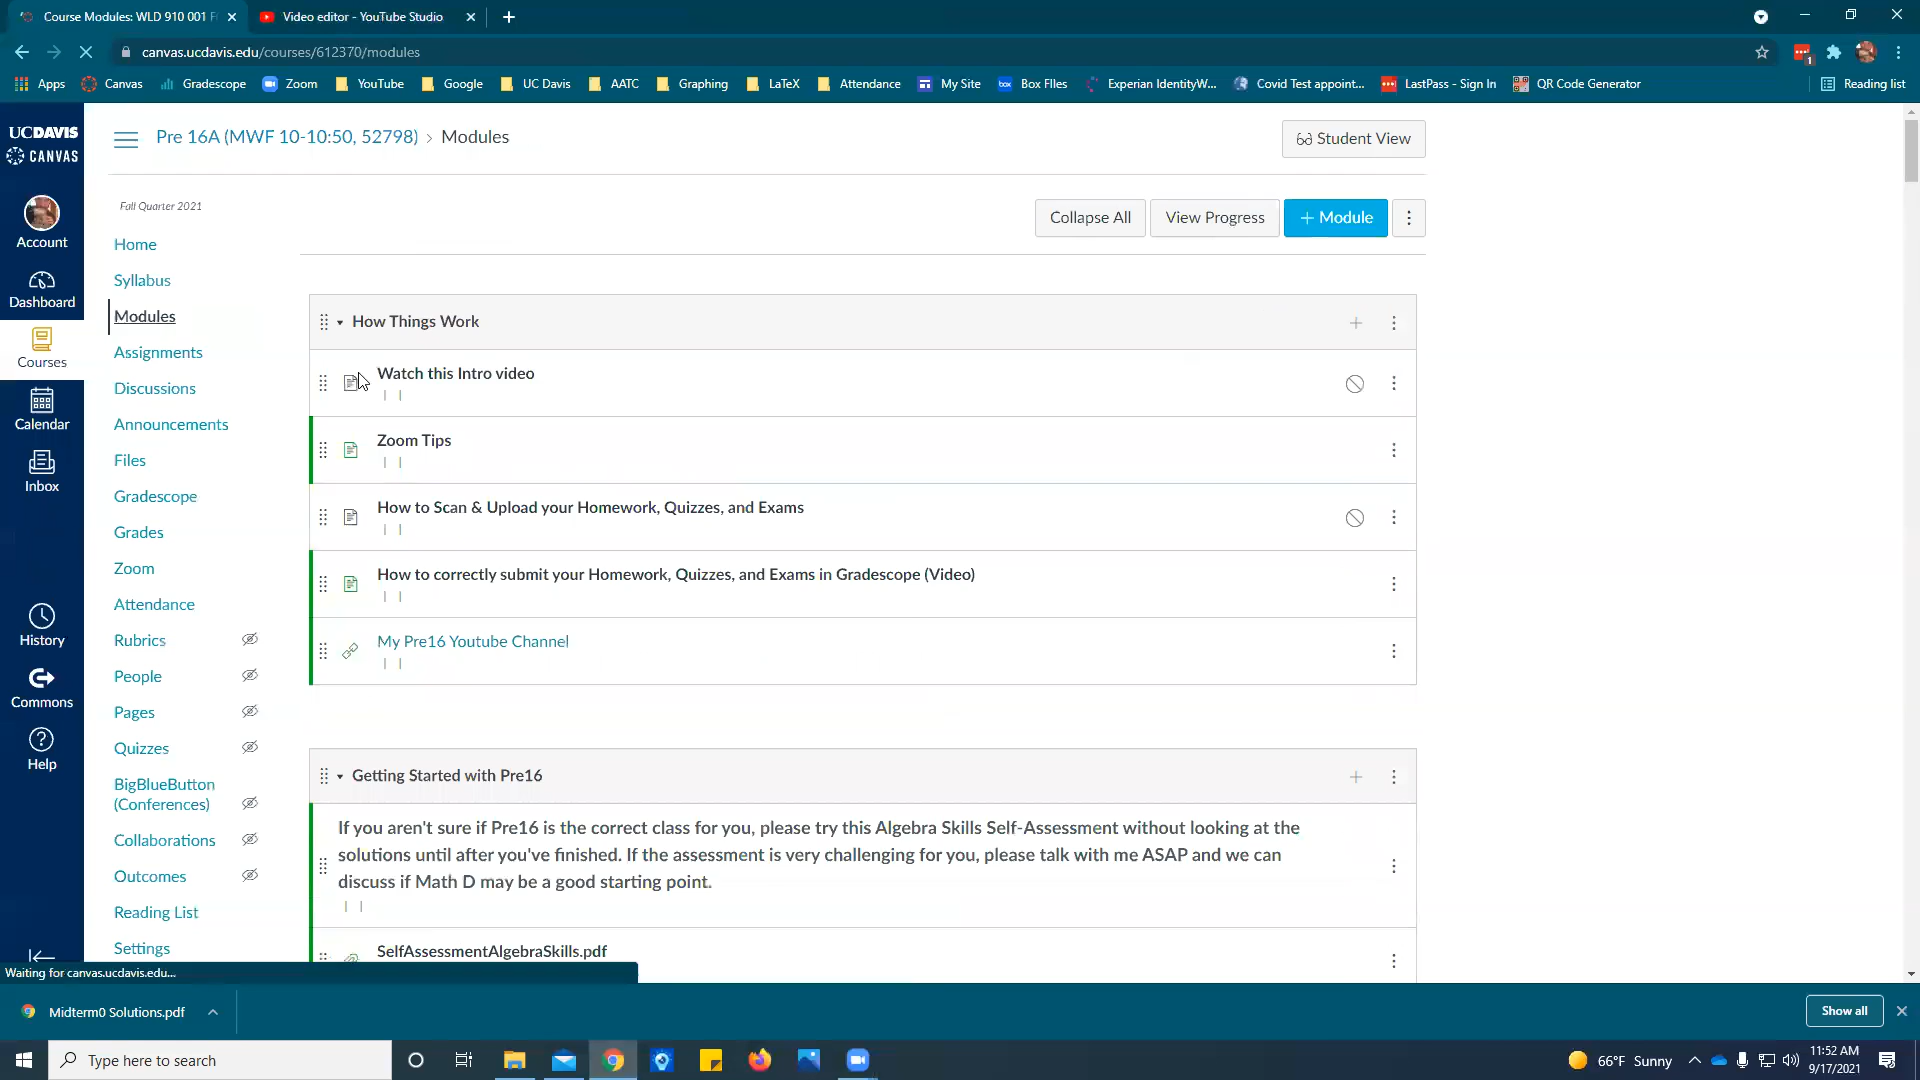 Course Modules: WLD 910 001 F
Video editor - YouTube Studio
canvas.ucdavis.edu/courses/612370/modules
1
Apps
Canvas
Gradescope
Zoom
YouTube
Google
UC Davis
AATC
Graphing
LaTeX
Attendance
My Site
Box FIles
Experian IdentityW...
Covid Test appoint...
LastPass - Sign In
QR Code Generator
Reading list
UCDAVIS
CANVAS
Account
Dashboard
Courses
Calendar
Inbox
History
Commons
Help
Pre 16A (MWF 10-10:50, 52798) › Modules
Student View
Fall Quarter 2021
Home
Syllabus
Modules
Assignments
Discussions
Announcements
Files
Gradescope
Grades
Zoom
Attendance
Rubrics
People
Pages
Quizzes
BigBlueButton
(Conferences)
Collaborations
Outcomes
Reading List
Settings
Collapse All
View Progress
+ Module
How Things Work
Watch this Intro video
Zoom Tips
How to Scan & Upload your Homework, Quizzes, and Exams
How to correctly submit your Homework, Quizzes, and Exams in Gradescope (Video)
My Pre16 Youtube Channel
Getting Started with Pre16
If you aren't sure if Pre16 is the correct class for you, please try this Algebra Skills Self-Assessment without looking at the
solutions until after you've finished. If the assessment is very challenging for you, please talk with me ASAP and we can
discuss if Math D may be a good starting point.
SelfAssessmentAlgebraSkills.pdf
Waiting for canvas.ucdavis.edu...
Midterm0 Solutions.pdf
Show all
Type here to search
66°F Sunny
11:52 AM
9/17/2021